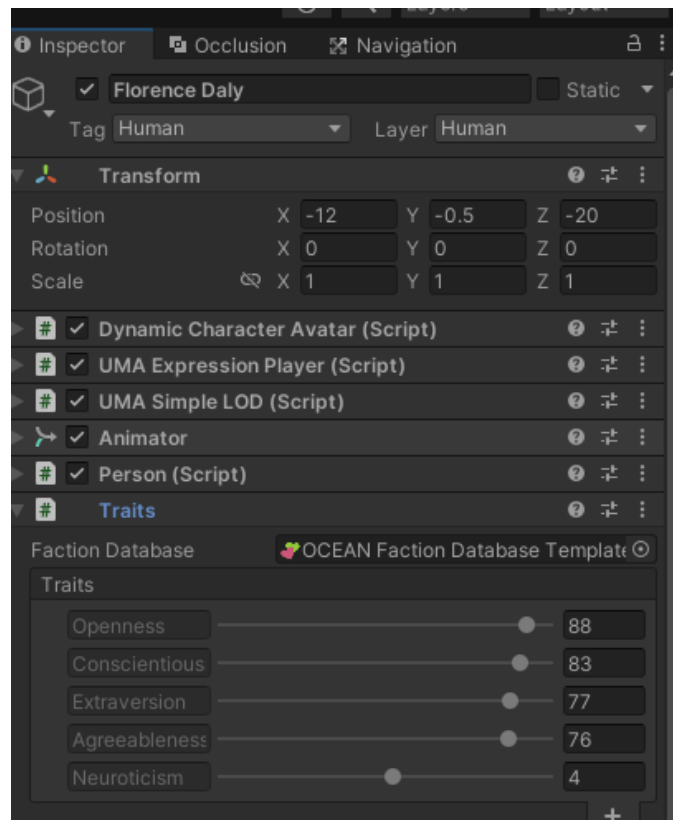 Inspector Occlusion Navigation
Florence Daly Static
Tag Human Layer Human
Transform
Position X -12 Y -0.5 Z -20
Rotation X 0 Y 0 Z 0
Scale X 1 Y 1 Z 1
# Dynamic Character Avatar (Script)
# UMA Expression Player (Script)
# UMA Simple LOD (Script)
Animator
# Person (Script)
# Traits
Faction Database OCEAN Faction Database Template
Traits
Openness 88
Conscientious 83
Extraversion 77
Agreeableness 76
Neuroticism 4
+